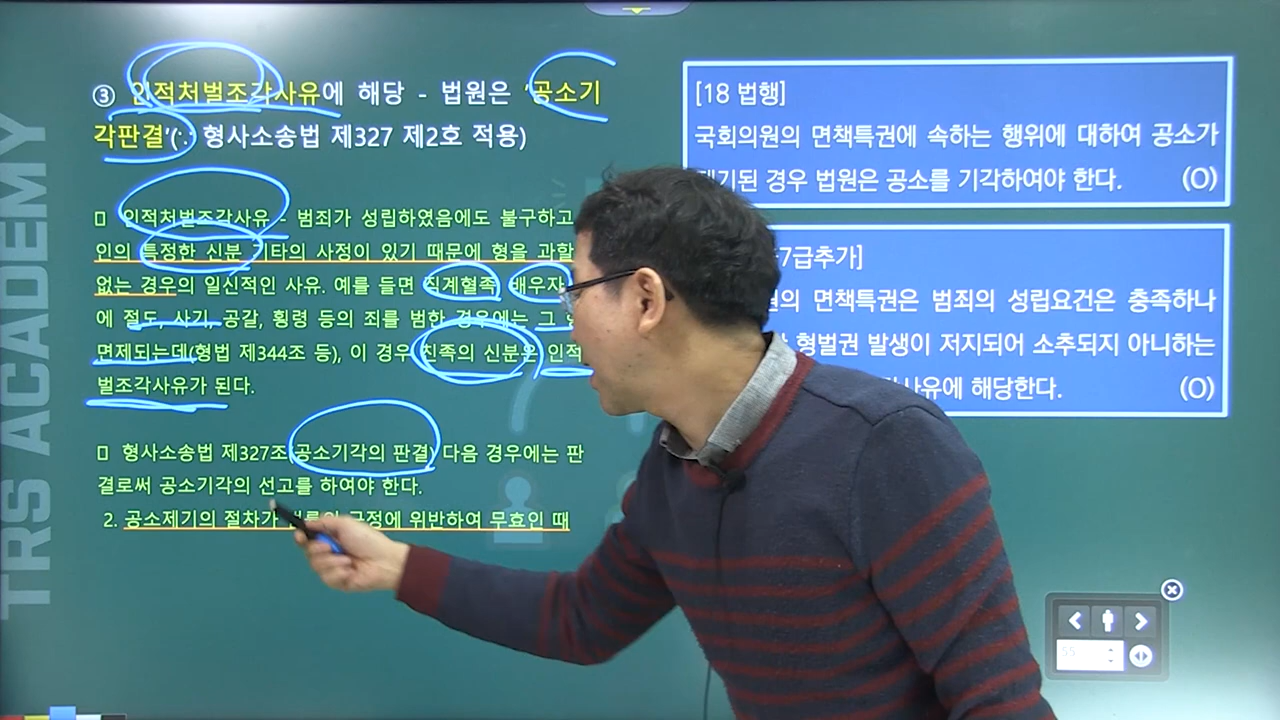 ③ 인적처벌조각사유에 해당 - 법원은 '공소기
각판결'(∵ 형사소송법 제327 제2호 적용)
인적처벌조각사유 - 범죄가 성립하였음에도 불구하고
인의 특정한 신분 기타의 사정이 있기 때문에 형을 과할
없는 경우의 일신적인 사유. 예를 들면 직계혈족, 배우자
에 절도, 사기, 공갈, 횡령 등의 죄를 범한 경우에는 그
면제되는데(형법 제344조 등), 이 경우 친족의 신분은 인적
벌조각사유가 된다.
형사소송법 제327조(공소기각의 판결) 다음 경우에는 판
결로써 공소기각의 선고를 하여야 한다.
2. 공소제기의 절차가 규정에 위반하여 무효인 때
[18 법행]
국회의원의 면책특권에 속하는 행위에 대하여 공소가
제기된 경우 법원은 공소를 기각하여야 한다. (O)
7급추가]
의 면책특권은 범죄의 성립요건은 충족하나
형벌권 발생이 저지되어 소추되지 아니하는
사유에 해당한다. (O)
TRS ACADEMY
55